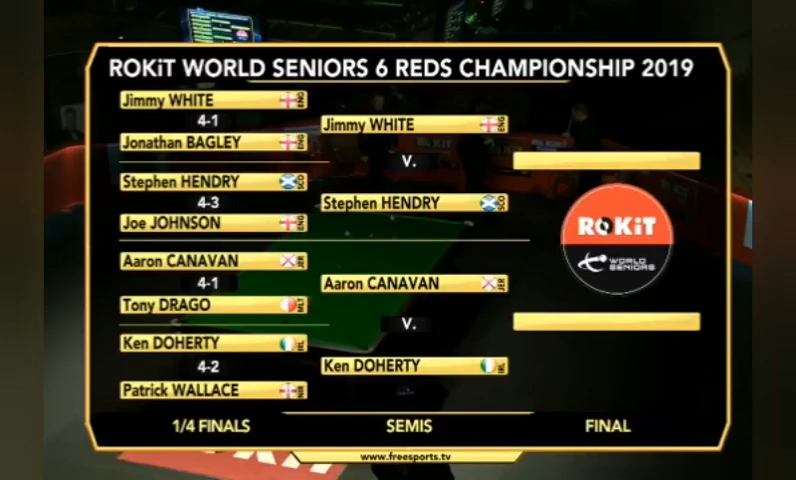 ROKiT WORLD SENIORS 6 REDS CHAMPIONSHIP 2019
Jimmy WHITE ENG
4-1
Jonathan BAGLEY ENG
Stephen HENDRY SCO
4-3
Joe JOHNSON ENG
Aaron CANAVAN JER
4-1
Tony DRAGO MLT
Ken DOHERTY IRL
4-2
Patrick WALLACE NIR
1/4 FINALS
Jimmy WHITE ENG
V.
Stephen HENDRY SCO
Aaron CANAVAN JER
V.
Ken DOHERTY IRL
SEMIS
ROKiT
WORLD
SENIORS
FINAL
www.freesports.tv